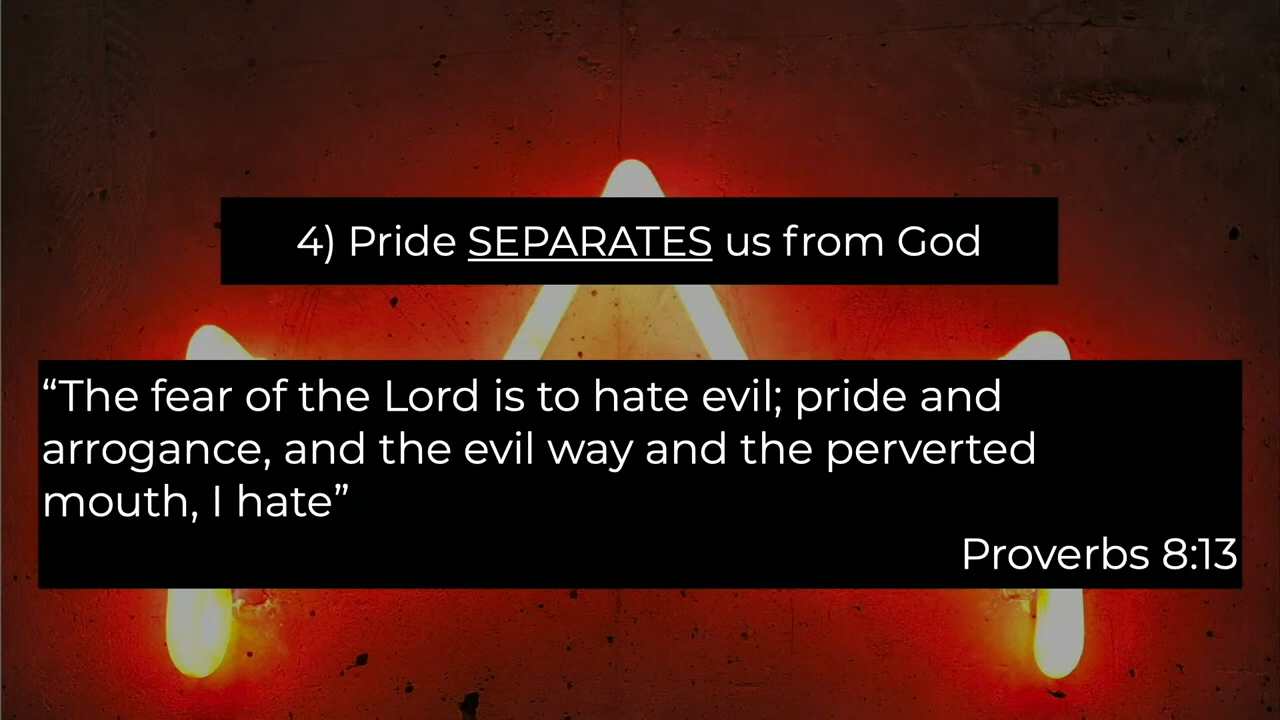 4) Pride SEPARATES us from God
“The fear of the Lord is to hate evil; pride and
arrogance, and the evil way and the perverted
mouth, I hate”
Proverbs 8:13